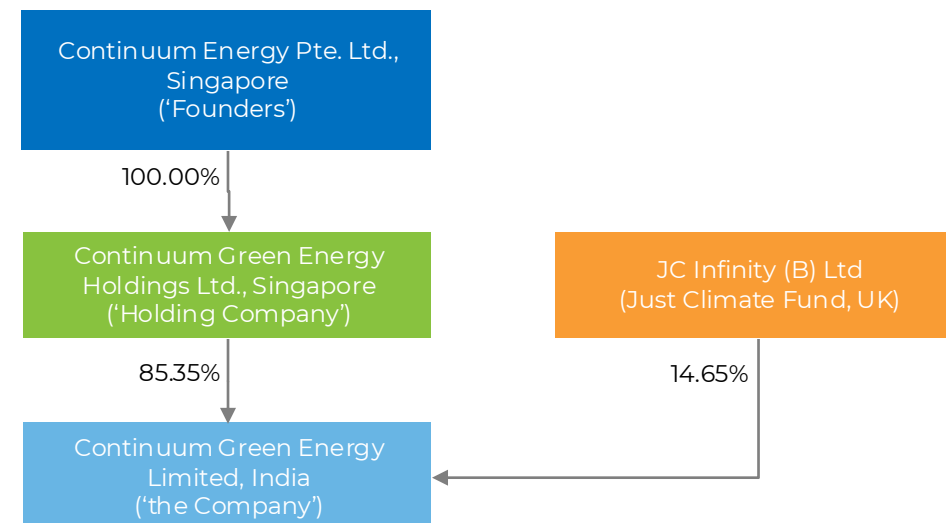 Continuum Energy Pte. Ltd.,
Singapore
(‘Founders’)
100.00%
Continuum Green Energy
Holdings Ltd., Singapore
(‘Holding Company’)
JC Infinity (B) Ltd
(Just Climate Fund, UK)
85.35%
14.65%
Continuum Green Energy
Limited, India
(‘the Company’)